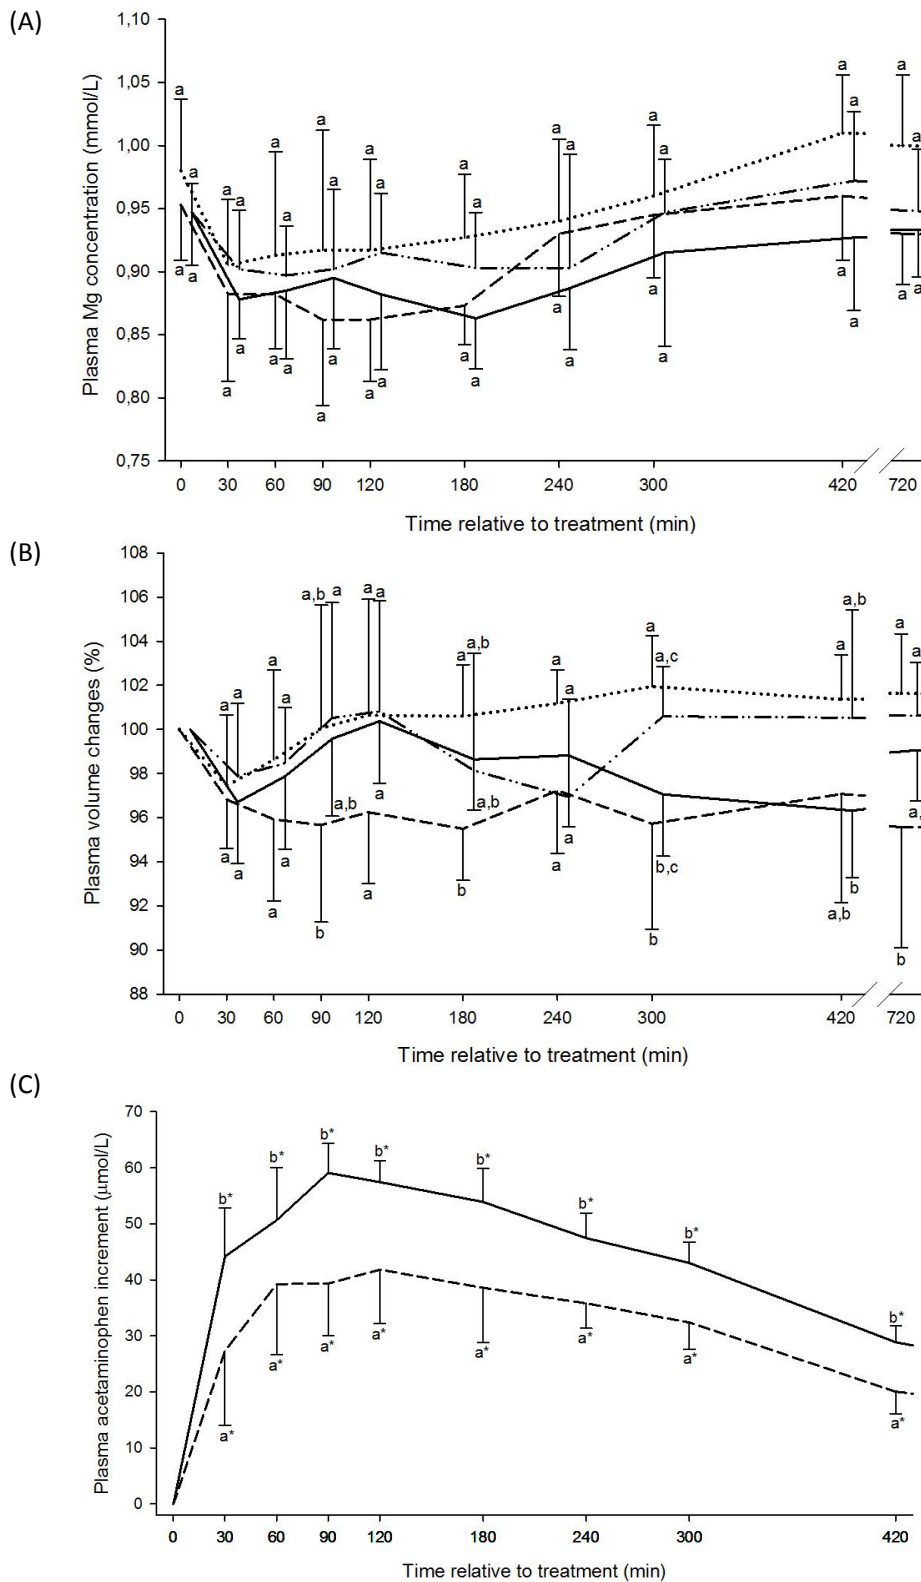 (A)
Plasma Mg concentration (mmol/L)
1,10
1,05
1,00
0,95
0,90
0,85
0,80
0,75
a a a a a a a a a a a a a a a a a a a
a a a a a a a a a a a a a a a a a a a
0 30 60 90 120 180 240 300 420 720
Time relative to treatment (min)
(B)
Plasma volume changes (%)
108
106
104
102
100
98
96
94
92
90
88
a a a a a,b a a a a a,b a a a a,c a a,b a a
a a a a b a,b a a b a,b a a b b,c a,b b b a,
0 30 60 90 120 180 240 300 420 720
Time relative to treatment (min)
(C)
Plasma acetaminophen increment (µmol/L)
70
60
50
40
30
20
10
0
b* b* b* b* b* b* b* b*
a* a* a* a* a* a* a* a*
0 30 60 90 120 180 240 300 420
Time relative to treatment (min)